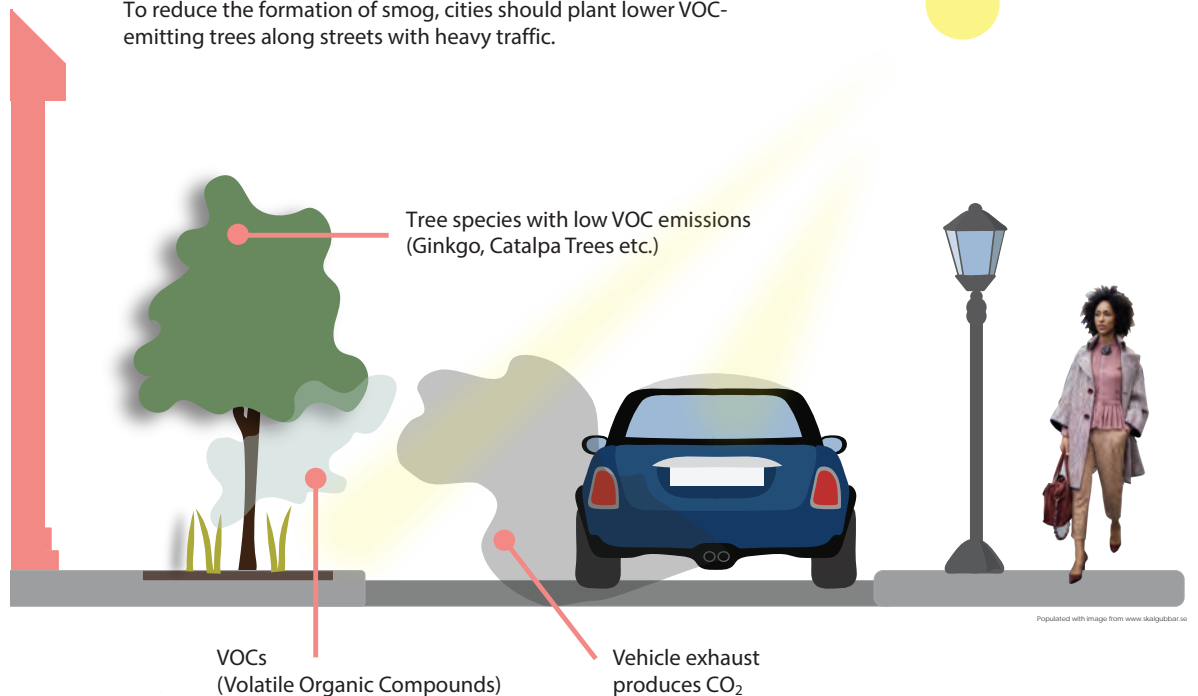 To reduce the formation of smog, cities should plant lower VOC-
emitting trees along streets with heavy traffic.
Tree species with low VOC emissions
(Ginkgo, Catalpa Trees etc.)
Populated with image from www.skalgubbar.se
VOCs
(Volatile Organic Compounds)
Vehicle exhaust
produces CO₂